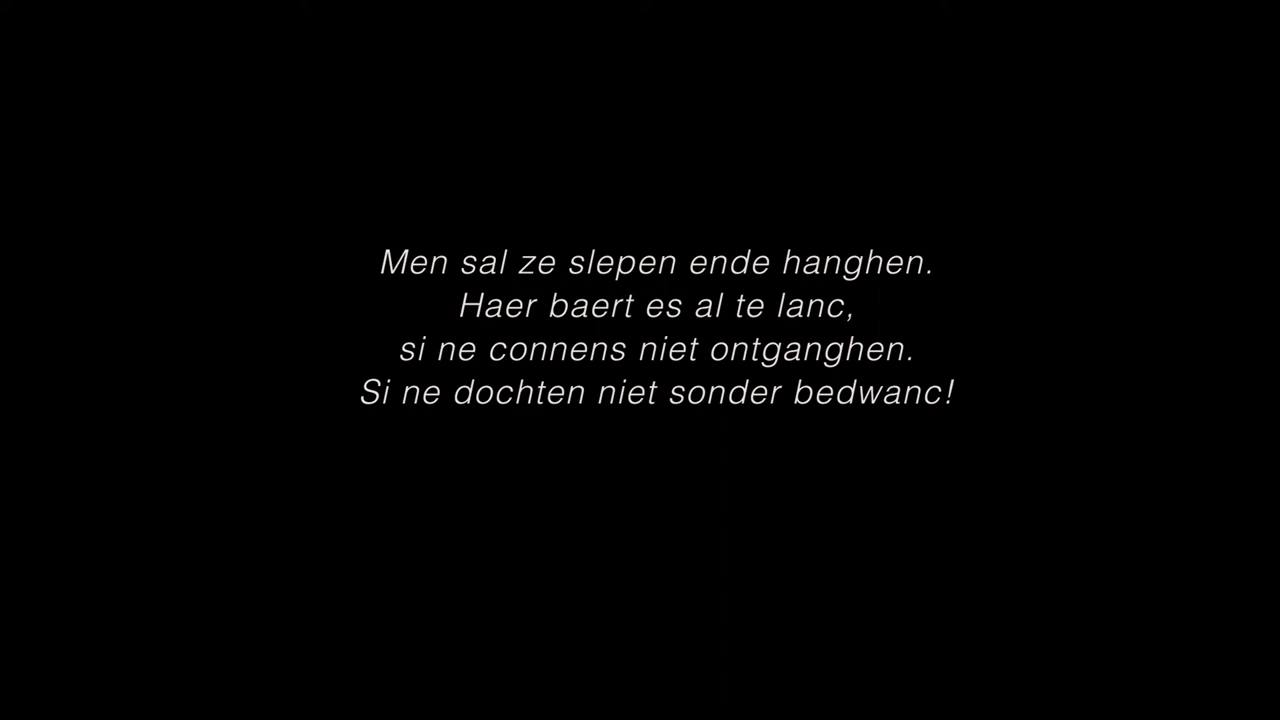 Men sal ze slepen ende hanghen.
Haer baert es al te lanc,
si ne connens niet ontganghen.
Si ne dochten niet sonder bedwanc!